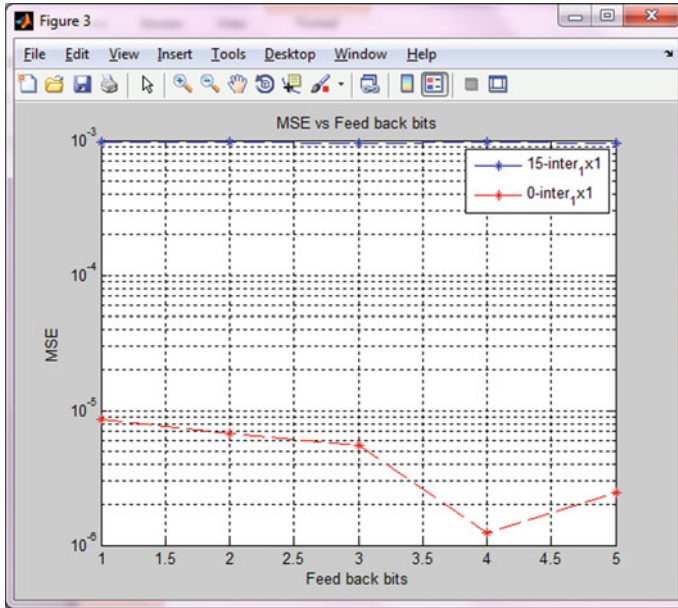 Figure 3
File Edit View Insert Tools Desktop Window Help
MSE vs Feed back bits
10^-3
10^-4
10^-5
10^-6
MSE
15-inter_1x1
0-inter_1x1
1 1.5 2 2.5 3 3.5 4 4.5 5
Feed back bits